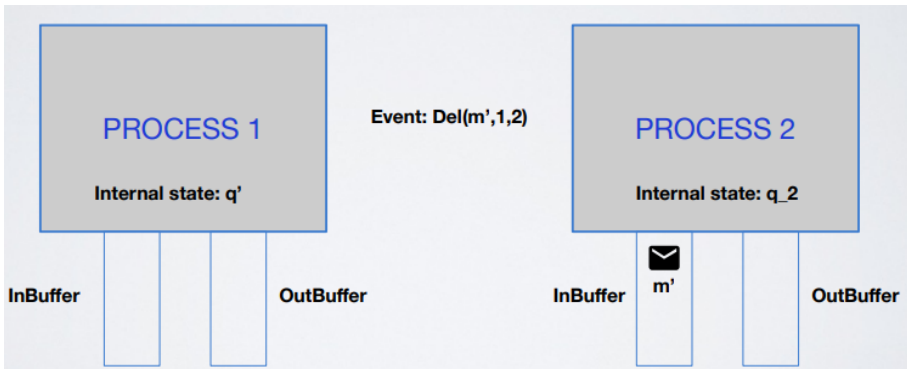 PROCESS 1
Internal state: q’
InBuffer
OutBuffer
Event: Del(m’,1,2)
PROCESS 2
Internal state: q_2
InBuffer
m’
OutBuffer